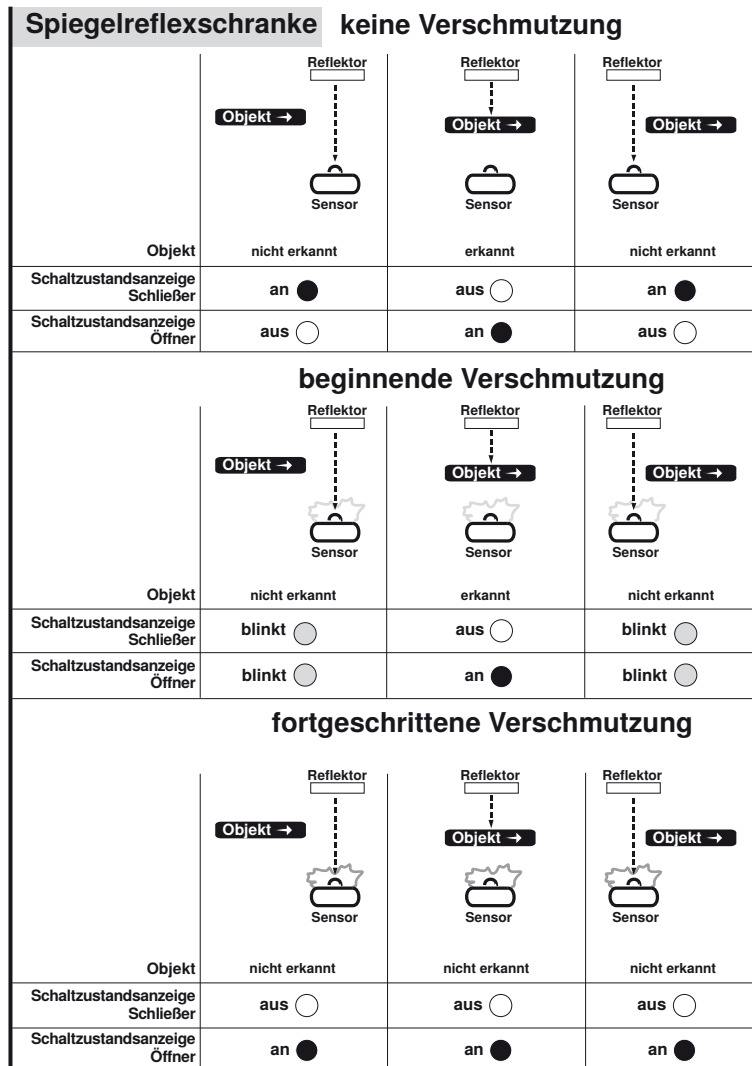 Spiegelreflexschranke keine Verschmutzung
Reflektor Reflektor Reflektor
Objekt → Objekt → Objekt →
Sensor Sensor Sensor
Objekt nicht erkannt erkannt nicht erkannt
Schaltzustandsanzeige
Schließer an aus an
Schaltzustandsanzeige
Öffner aus an aus
beginnende Verschmutzung
Reflektor Reflektor Reflektor
Objekt → Objekt → Objekt →
Sensor Sensor Sensor
Objekt nicht erkannt erkannt nicht erkannt
Schaltzustandsanzeige
Schließer blinkt aus blinkt
Schaltzustandsanzeige
Öffner blinkt an blinkt
fortgeschrittene Verschmutzung
Reflektor Reflektor Reflektor
Objekt → Objekt → Objekt →
Sensor Sensor Sensor
Objekt nicht erkannt nicht erkannt nicht erkannt
Schaltzustandsanzeige
Schließer aus aus aus
Schaltzustandsanzeige
Öffner an an an